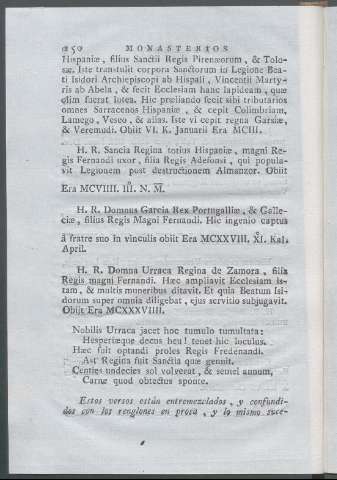 250 MONASTERIOS
Hispaniæ, filius Sanctii Regis Pirenæorum, & Tolo-
sæ. Iste transtulit corpora Sanctorum in Legione Bea-
ti Isidori Archiepiscopi ab Hispali, Vincentii Marty-
ris ab Abela, & fecit Ecclesiam hanc lapideam, quæ
olim fuerat lutea. Hic præliando fecit sibi tributarios
omnes Sarracenos Hispaniæ, & cepit Colimbriam,
Lamego, Veseo, & alias. Iste vi cepit regna Garsiæ,
& Veremudi. Obiit VI. K. Januarii Era MCIII.
H. R. Sancia Regina totius Hispaniæ, magni Re-
gis Fernandi uxor, filia Regis Adefonsi, qui popula-
vit Legionem post destructionem Almanzor. Obiit
Era MCVIIII. III. N. M.
H. R. Domnus Garcia Rex Portugalliæ, & Galle-
ciæ, filius Regis Magni Fernandi. Hic ingenio captus
á fratre suo in vinculis obiit Era MCXXVIII. XI. Kal.
April.
H. R. Domna Urraca Regina de Zamora, filia
Regis magni Fernandi. Hæc ampliavit Ecclesiam is-
tam, & multis muneribus ditavit. Et quia Beatum Isi-
dorum super omnia diligebat, ejus servitio subjugavit.
Obiit Era MCXXXVIIII.
Nobilis Urraca jacet hoc tumulo tumultata:
Hesperiæque decus heu! tenet hic loculus.
Hæc fuit optandi proles Regis Fredenandi.
Ast Regina fuit Sanctia quæ genuit.
Centies undecies sol volverat, & semel annum,
Carne quod obtectus sponte.
Estos versos están entremezclados, y confundi-
dos con los renglones en prosa, y lo mismo suce-